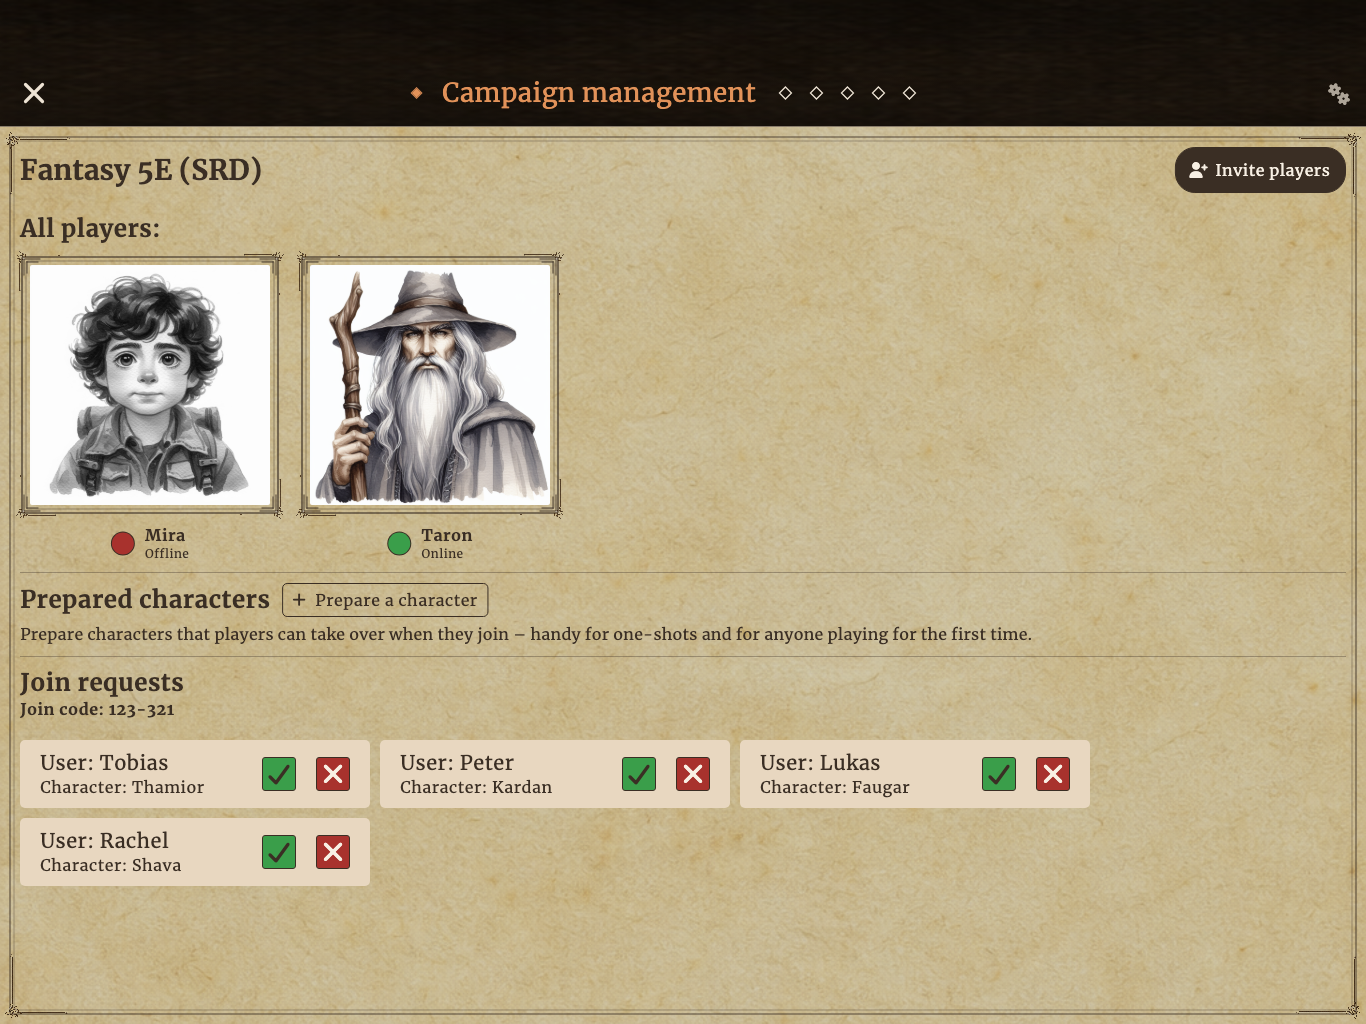 Campaign management
Fantasy 5E (SRD)
Invite players
All players:
Mira
Offline
Taron
Online
Prepared characters
+ Prepare a character
Prepare characters that players can take over when they join – handy for one-shots and for anyone playing for the first time.
Join requests
Join code: 123-321
User: Tobias
Character: Thamior
User: Peter
Character: Kardan
User: Lukas
Character: Faugar
User: Rachel
Character: Shava